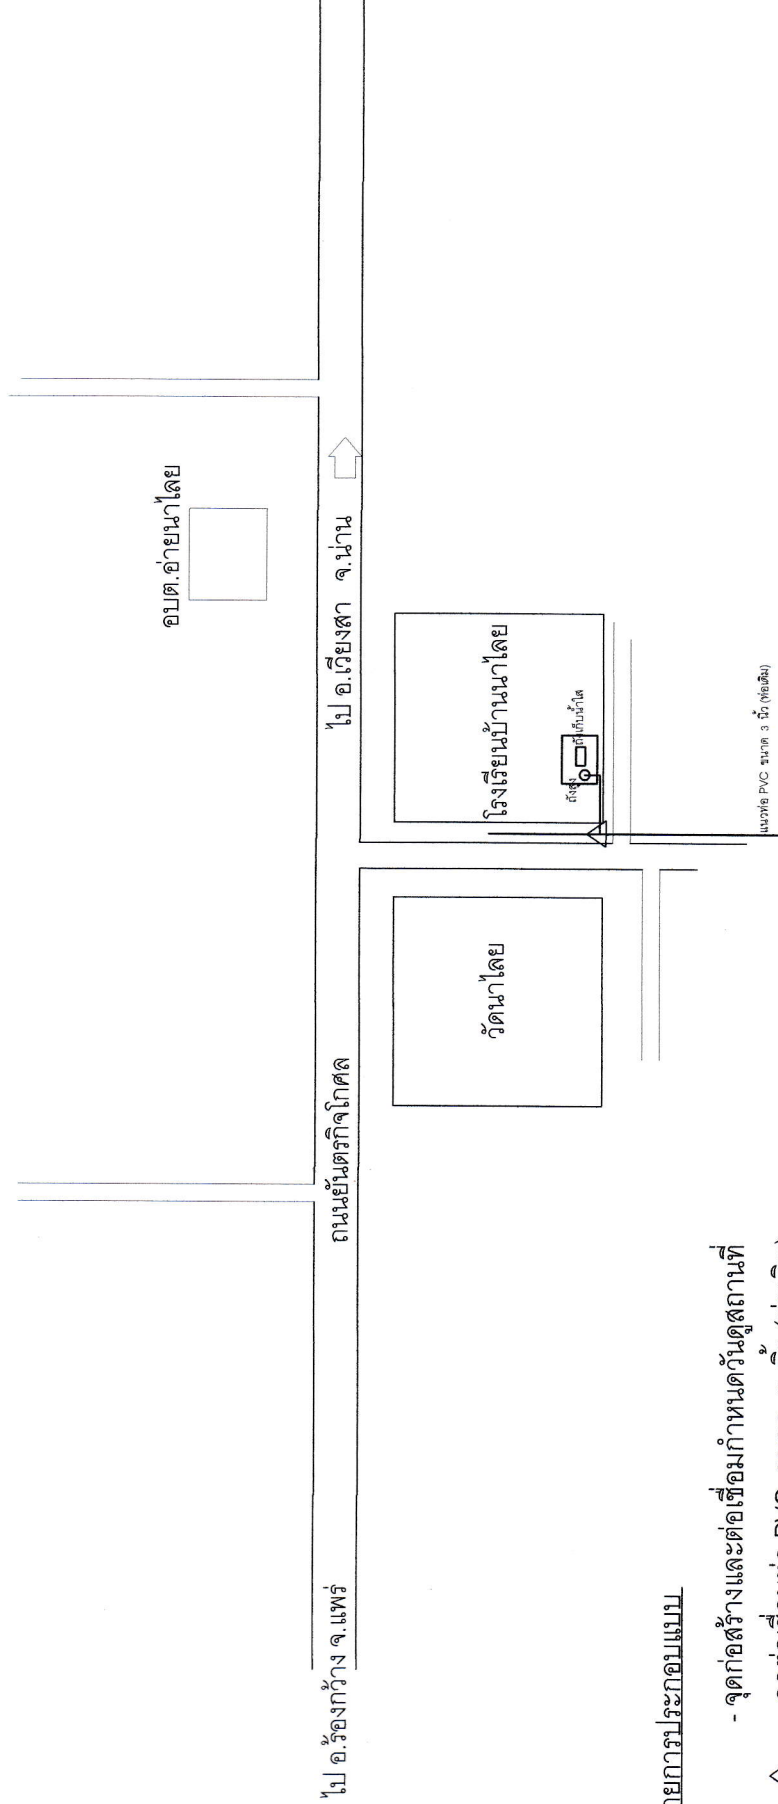 อบต.อ่ายนาไลย
ไป อ.เวียงสา จ.น่าน
ถนนยันตรกิจโกศล
ไป อ.ร้องกวาง จ.แพร่
โรงเรียนบ้านนาไลย
ถังสูง
ถังเก็บน้ำใส
วัดนาไลย
แนวท่อ PVC ขนาด 3 นิ้ว (ท่อเดิม)
ายการประกอบแบบ
- จุดก่อสร้างและต่อเชื่อมกำหนดวันดูสถานที่